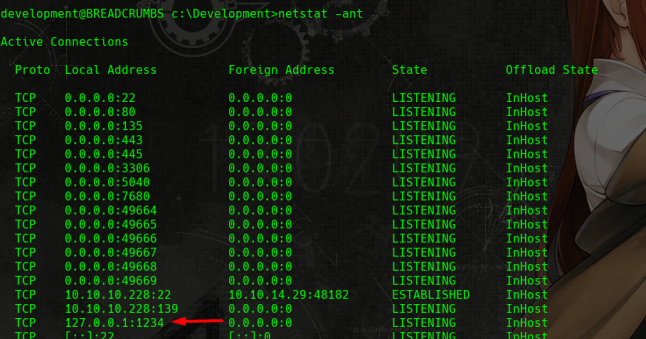 development@BREADCRUMBS c:\Development>netstat -ant
Active Connections
Proto Local Address Foreign Address State Offload State
TCP 0.0.0.0:22 0.0.0.0:0 LISTENING InHost
TCP 0.0.0.0:80 0.0.0.0:0 LISTENING InHost
TCP 0.0.0.0:135 0.0.0.0:0 LISTENING InHost
TCP 0.0.0.0:443 0.0.0.0:0 LISTENING InHost
TCP 0.0.0.0:445 0.0.0.0:0 LISTENING InHost
TCP 0.0.0.0:3306 0.0.0.0:0 LISTENING InHost
TCP 0.0.0.0:5040 0.0.0.0:0 LISTENING InHost
TCP 0.0.0.0:7680 0.0.0.0:0 LISTENING InHost
TCP 0.0.0.0:49664 0.0.0.0:0 LISTENING InHost
TCP 0.0.0.0:49665 0.0.0.0:0 LISTENING InHost
TCP 0.0.0.0:49666 0.0.0.0:0 LISTENING InHost
TCP 0.0.0.0:49667 0.0.0.0:0 LISTENING InHost
TCP 0.0.0.0:49668 0.0.0.0:0 LISTENING InHost
TCP 0.0.0.0:49669 0.0.0.0:0 LISTENING InHost
TCP 10.10.10.228:22 10.10.14.29:48182 ESTABLISHED InHost
TCP 10.10.10.228:139 0.0.0.0:0 LISTENING InHost
TCP 127.0.0.1:1234 0.0.0.0:0 LISTENING InHost
TCP [::]:22 [::]:0 LISTENING InHost